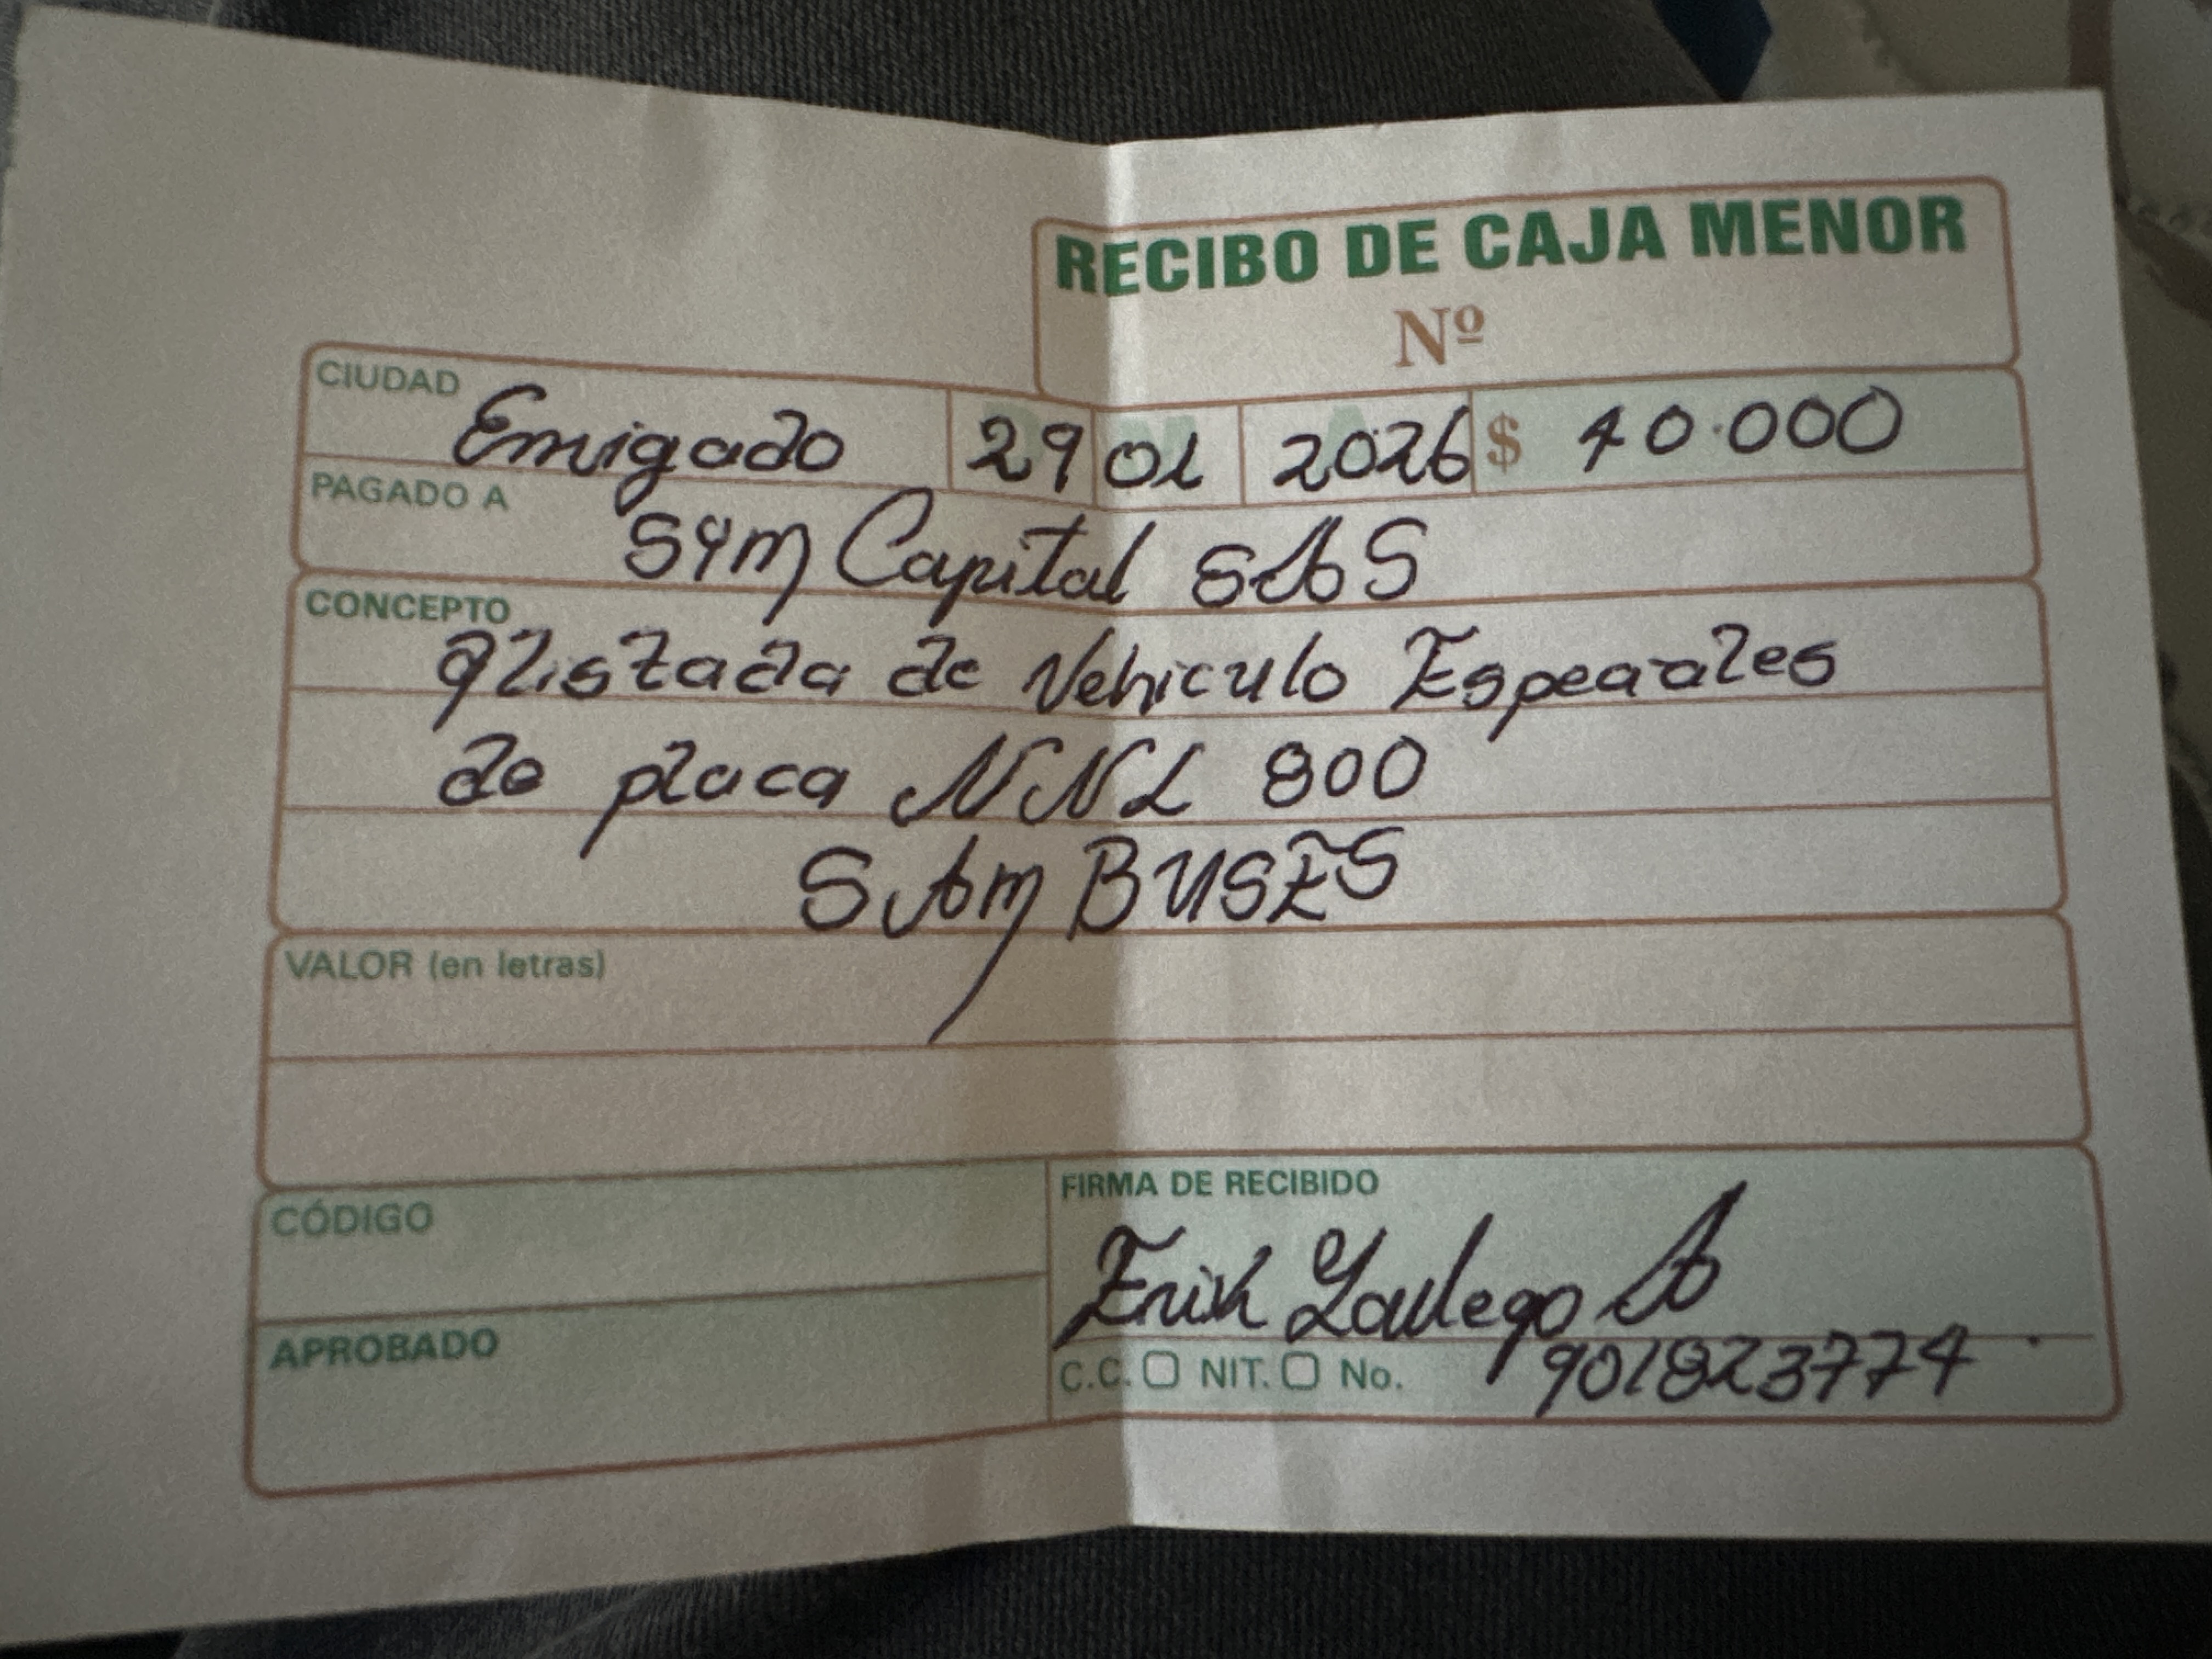 RECIBO DE CAJA MENOR
Nº
CIUDAD Envigado D 29 M 01 A 2026 $ 40.000
PAGADO A SYM Capital SAS
CONCEPTO
Alistada de Vehiculo Especiales
de placa NNL 800
SAM BUSES
VALOR (en letras)
CÓDIGO
FIRMA DE RECIBIDO
Erik Gallego A
APROBADO
C.C. NIT. No. 901823774